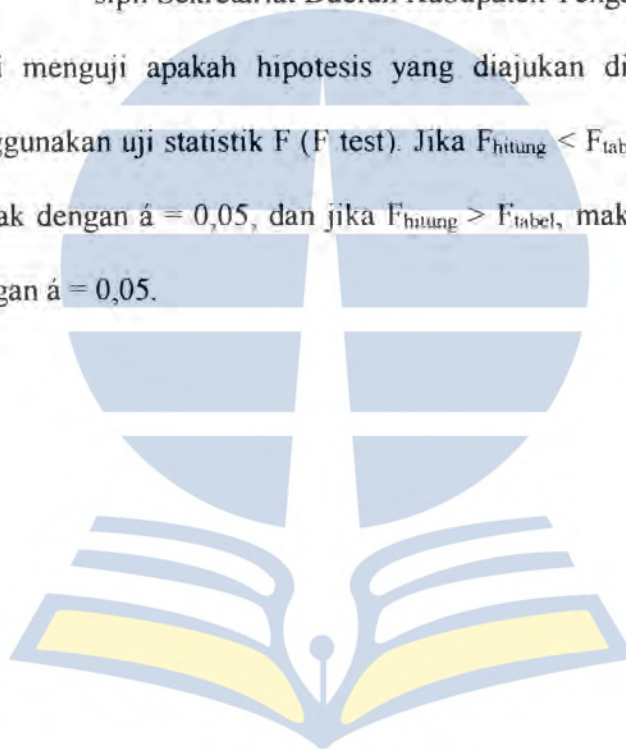 sipil Sekretariat Daerah Kabupaten
i menguji apakah hipotesis yang diajukan di
ggunakan uji statistik F (F test). Jika Fhitung < Ftab
ak dengan á = 0,05, dan jika Fhitung > Ftabel, mak
gan á = 0,05.